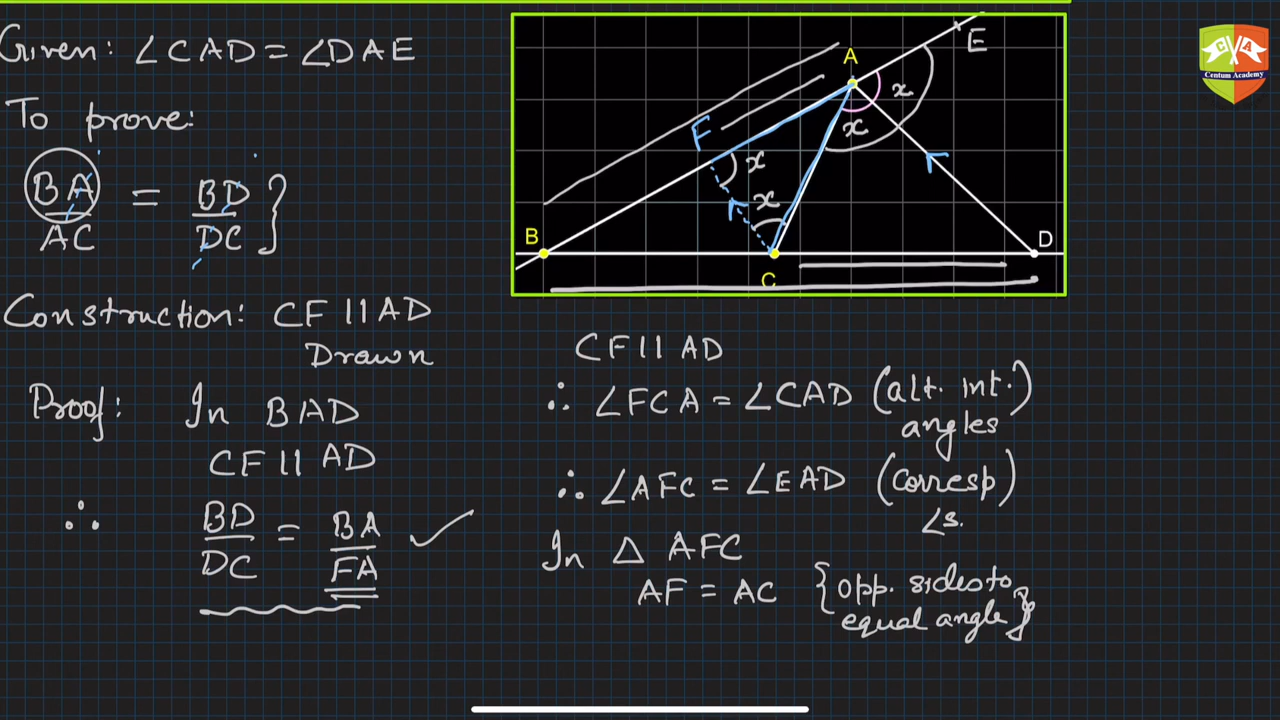 Given: ∠CAD = ∠DAE
To prove:
BA/AC = BD/DC }
Construction: CF || AD
Drawn
Proof: In BAD
CF || AD
∴ BD/DC = BA/FA ✓
E
A
x
x
F
x
x
B
C
D
CF || AD
∴ ∠FCA = ∠CAD (alt. int.)
angles
∴ ∠AFC = ∠EAD (corresp)
∠s.
In Δ AFC
AF = AC {opp. sides to
equal angle}
C A
Centum Academy